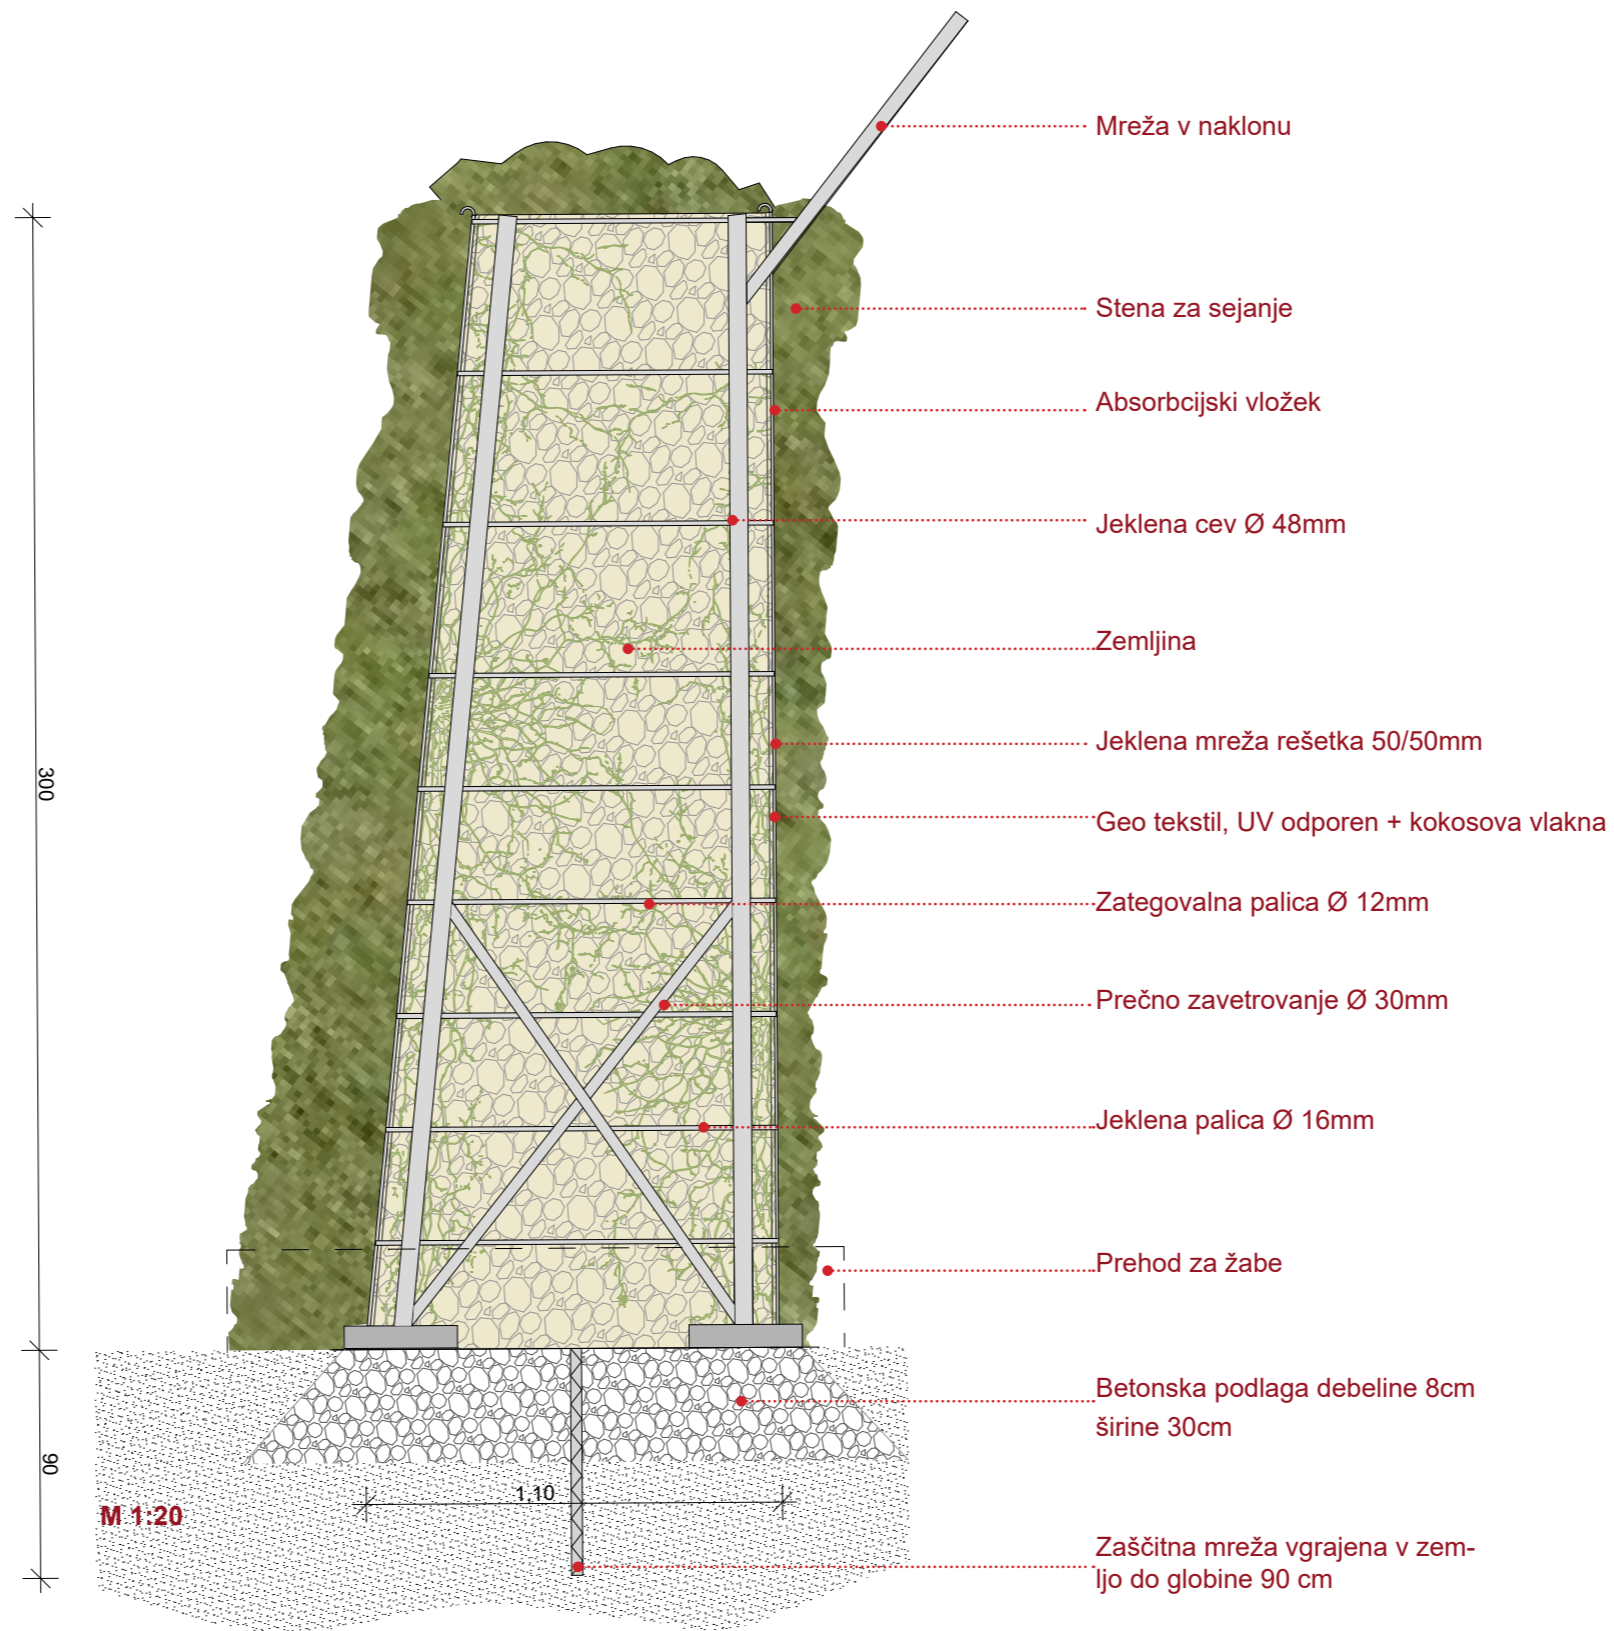 Mreža v naklonu
Stena za sejanje
Absorbcijski vložek
Jeklena cev Ø 48mm
Zemljina
Jeklena mreža rešetka 50/50mm
300
Geo tekstil, UV odporen + kokosova vlakna
Zategovalna palica Ø 12mm
Prečno zavetrovanje Ø 30mm
Jeklena palica Ø 16mm
Prehod za žabe
Betonska podlaga debeline 8cm
širine 30cm
90
1,10
M 1:20
Zaščitna mreža vgrajena v zem-
ljo do globine 90 cm